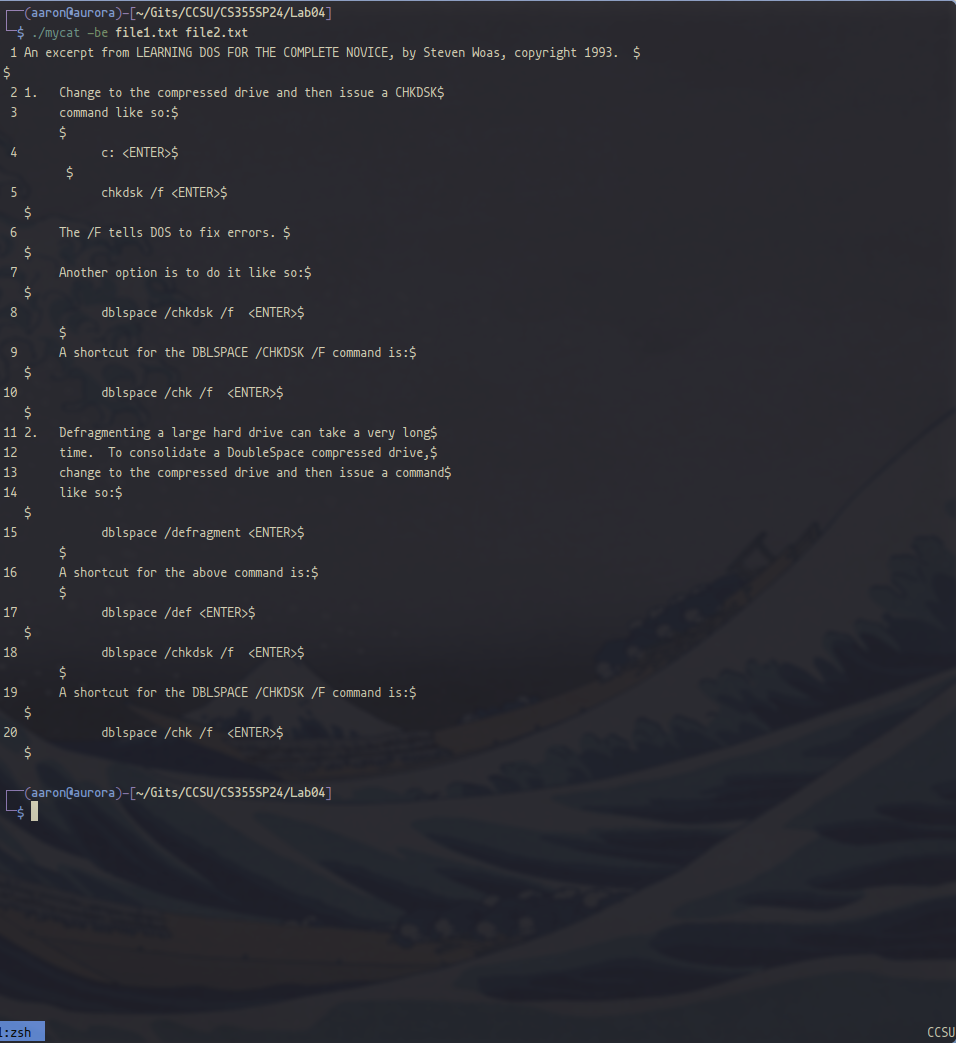 (aaron@aurora)-[~/Gits/CCSU/CS355SP24/Lab04]
$ ./mycat -be file1.txt file2.txt
1 An excerpt from LEARNING DOS FOR THE COMPLETE NOVICE, by Steven Woas, copyright 1993.  $
$
2 1.   Change to the compressed drive and then issue a CHKDSK$
3      command like so:$
$
4            c: <ENTER>$
$
5            chkdsk /f <ENTER>$
$
6      The /F tells DOS to fix errors. $
$
7      Another option is to do it like so:$
$
8            dblspace /chkdsk /f  <ENTER>$
$
9      A shortcut for the DBLSPACE /CHKDSK /F command is:$
$
10            dblspace /chk /f  <ENTER>$
$
11 2.   Defragmenting a large hard drive can take a very long$
12      time.  To consolidate a DoubleSpace compressed drive,$
13      change to the compressed drive and then issue a command$
14      like so:$
$
15            dblspace /defragment <ENTER>$
$
16      A shortcut for the above command is:$
$
17            dblspace /def <ENTER>$
$
18            dblspace /chkdsk /f  <ENTER>$
$
19      A shortcut for the DBLSPACE /CHKDSK /F command is:$
$
20            dblspace /chk /f  <ENTER>$
$
(aaron@aurora)-[~/Gits/CCSU/CS355SP24/Lab04]
$
1:zsh CCSU